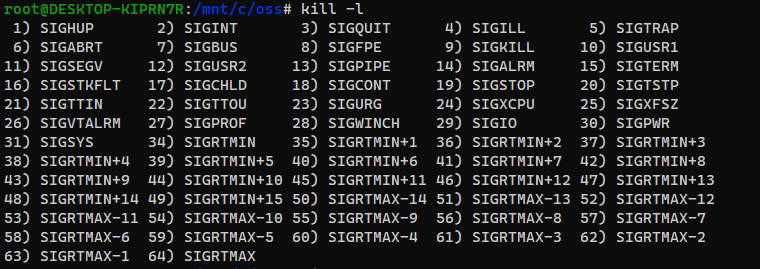 root@DESKTOP-KIPRN7R:/mnt/c/oss# kill -l
 1) SIGHUP       2) SIGINT       3) SIGQUIT      4) SIGILL       5) SIGTRAP
 6) SIGABRT      7) SIGBUS       8) SIGFPE       9) SIGKILL     10) SIGUSR1
11) SIGSEGV     12) SIGUSR2     13) SIGPIPE     14) SIGALRM     15) SIGTERM
16) SIGSTKFLT   17) SIGCHLD     18) SIGCONT     19) SIGSTOP     20) SIGTSTP
21) SIGTTIN     22) SIGTTOU     23) SIGURG      24) SIGXCPU     25) SIGXFSZ
26) SIGVTALRM   27) SIGPROF     28) SIGWINCH    29) SIGIO       30) SIGPWR
31) SIGSYS      34) SIGRTMIN    35) SIGRTMIN+1  36) SIGRTMIN+2  37) SIGRTMIN+3
38) SIGRTMIN+4  39) SIGRTMIN+5  40) SIGRTMIN+6  41) SIGRTMIN+7  42) SIGRTMIN+8
43) SIGRTMIN+9  44) SIGRTMIN+10 45) SIGRTMIN+11 46) SIGRTMIN+12 47) SIGRTMIN+13
48) SIGRTMIN+14 49) SIGRTMIN+15 50) SIGRTMAX-14 51) SIGRTMAX-13 52) SIGRTMAX-12
53) SIGRTMAX-11 54) SIGRTMAX-10 55) SIGRTMAX-9  56) SIGRTMAX-8  57) SIGRTMAX-7
58) SIGRTMAX-6  59) SIGRTMAX-5  60) SIGRTMAX-4  61) SIGRTMAX-3  62) SIGRTMAX-2
63) SIGRTMAX-1  64) SIGRTMAX